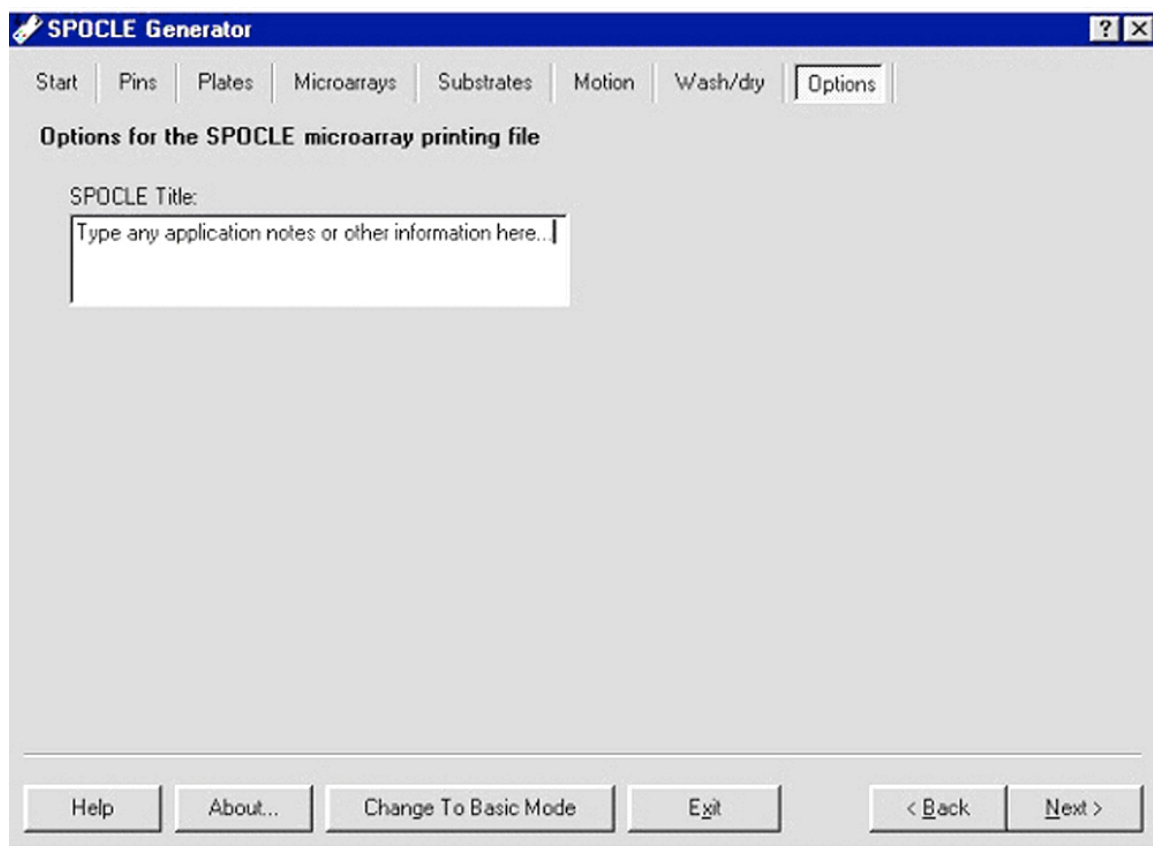 SPOCLE Generator
Start Pins Plates Microarrays Substrates Motion Wash/dry Options
Options for the SPOCLE microarray printing file
SPOCLE Title:
Type any application notes or other information here...
Help About... Change To Basic Mode Exit < Back Next >